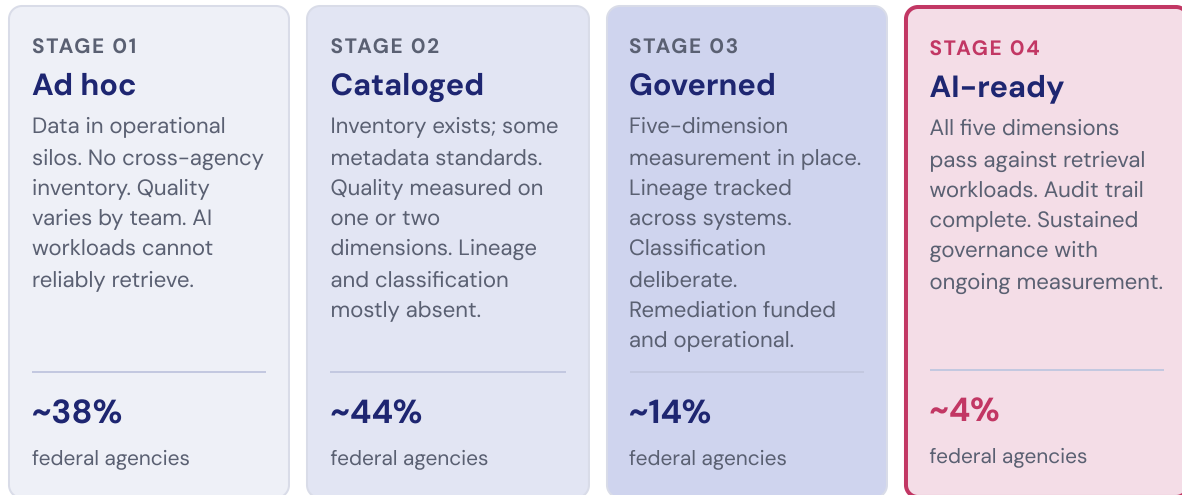 STAGE 01
Ad hoc
Data in operational
silos. No cross-agency
inventory. Quality
varies by team. AI
workloads cannot
reliably retrieve.
~38%
federal agencies
STAGE 02
Cataloged
Inventory exists; some
metadata standards.
Quality measured on
one or two
dimensions. Lineage
and classification
mostly absent.
~44%
federal agencies
STAGE 03
Governed
Five-dimension
measurement in place.
Lineage tracked
across systems.
Classification
deliberate.
Remediation funded
and operational.
~14%
federal agencies
STAGE 04
AI-ready
All five dimensions
pass against retrieval
workloads. Audit trail
complete. Sustained
governance with
ongoing measurement.
~4%
federal agencies